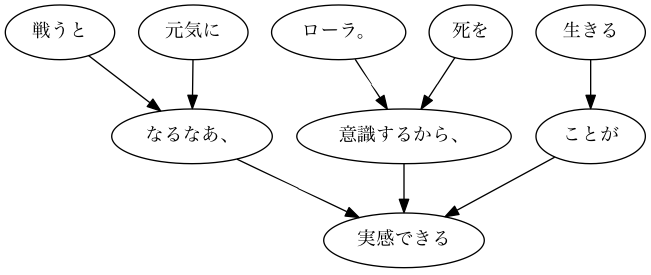 戦うと
元気に
ローラ。
死を
生きる
なるなあ、
意識するから、
ことが
実感できる